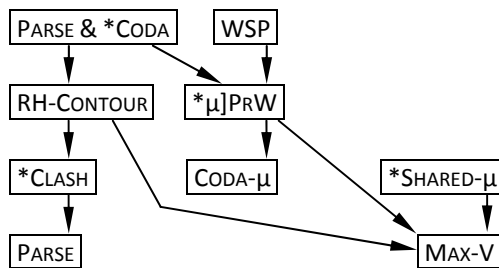 PARSE & *CODA WSP
RH-CONTOUR *μ]PRW
*CLASH CODA-μ *SHARED-μ
PARSE MAX-V